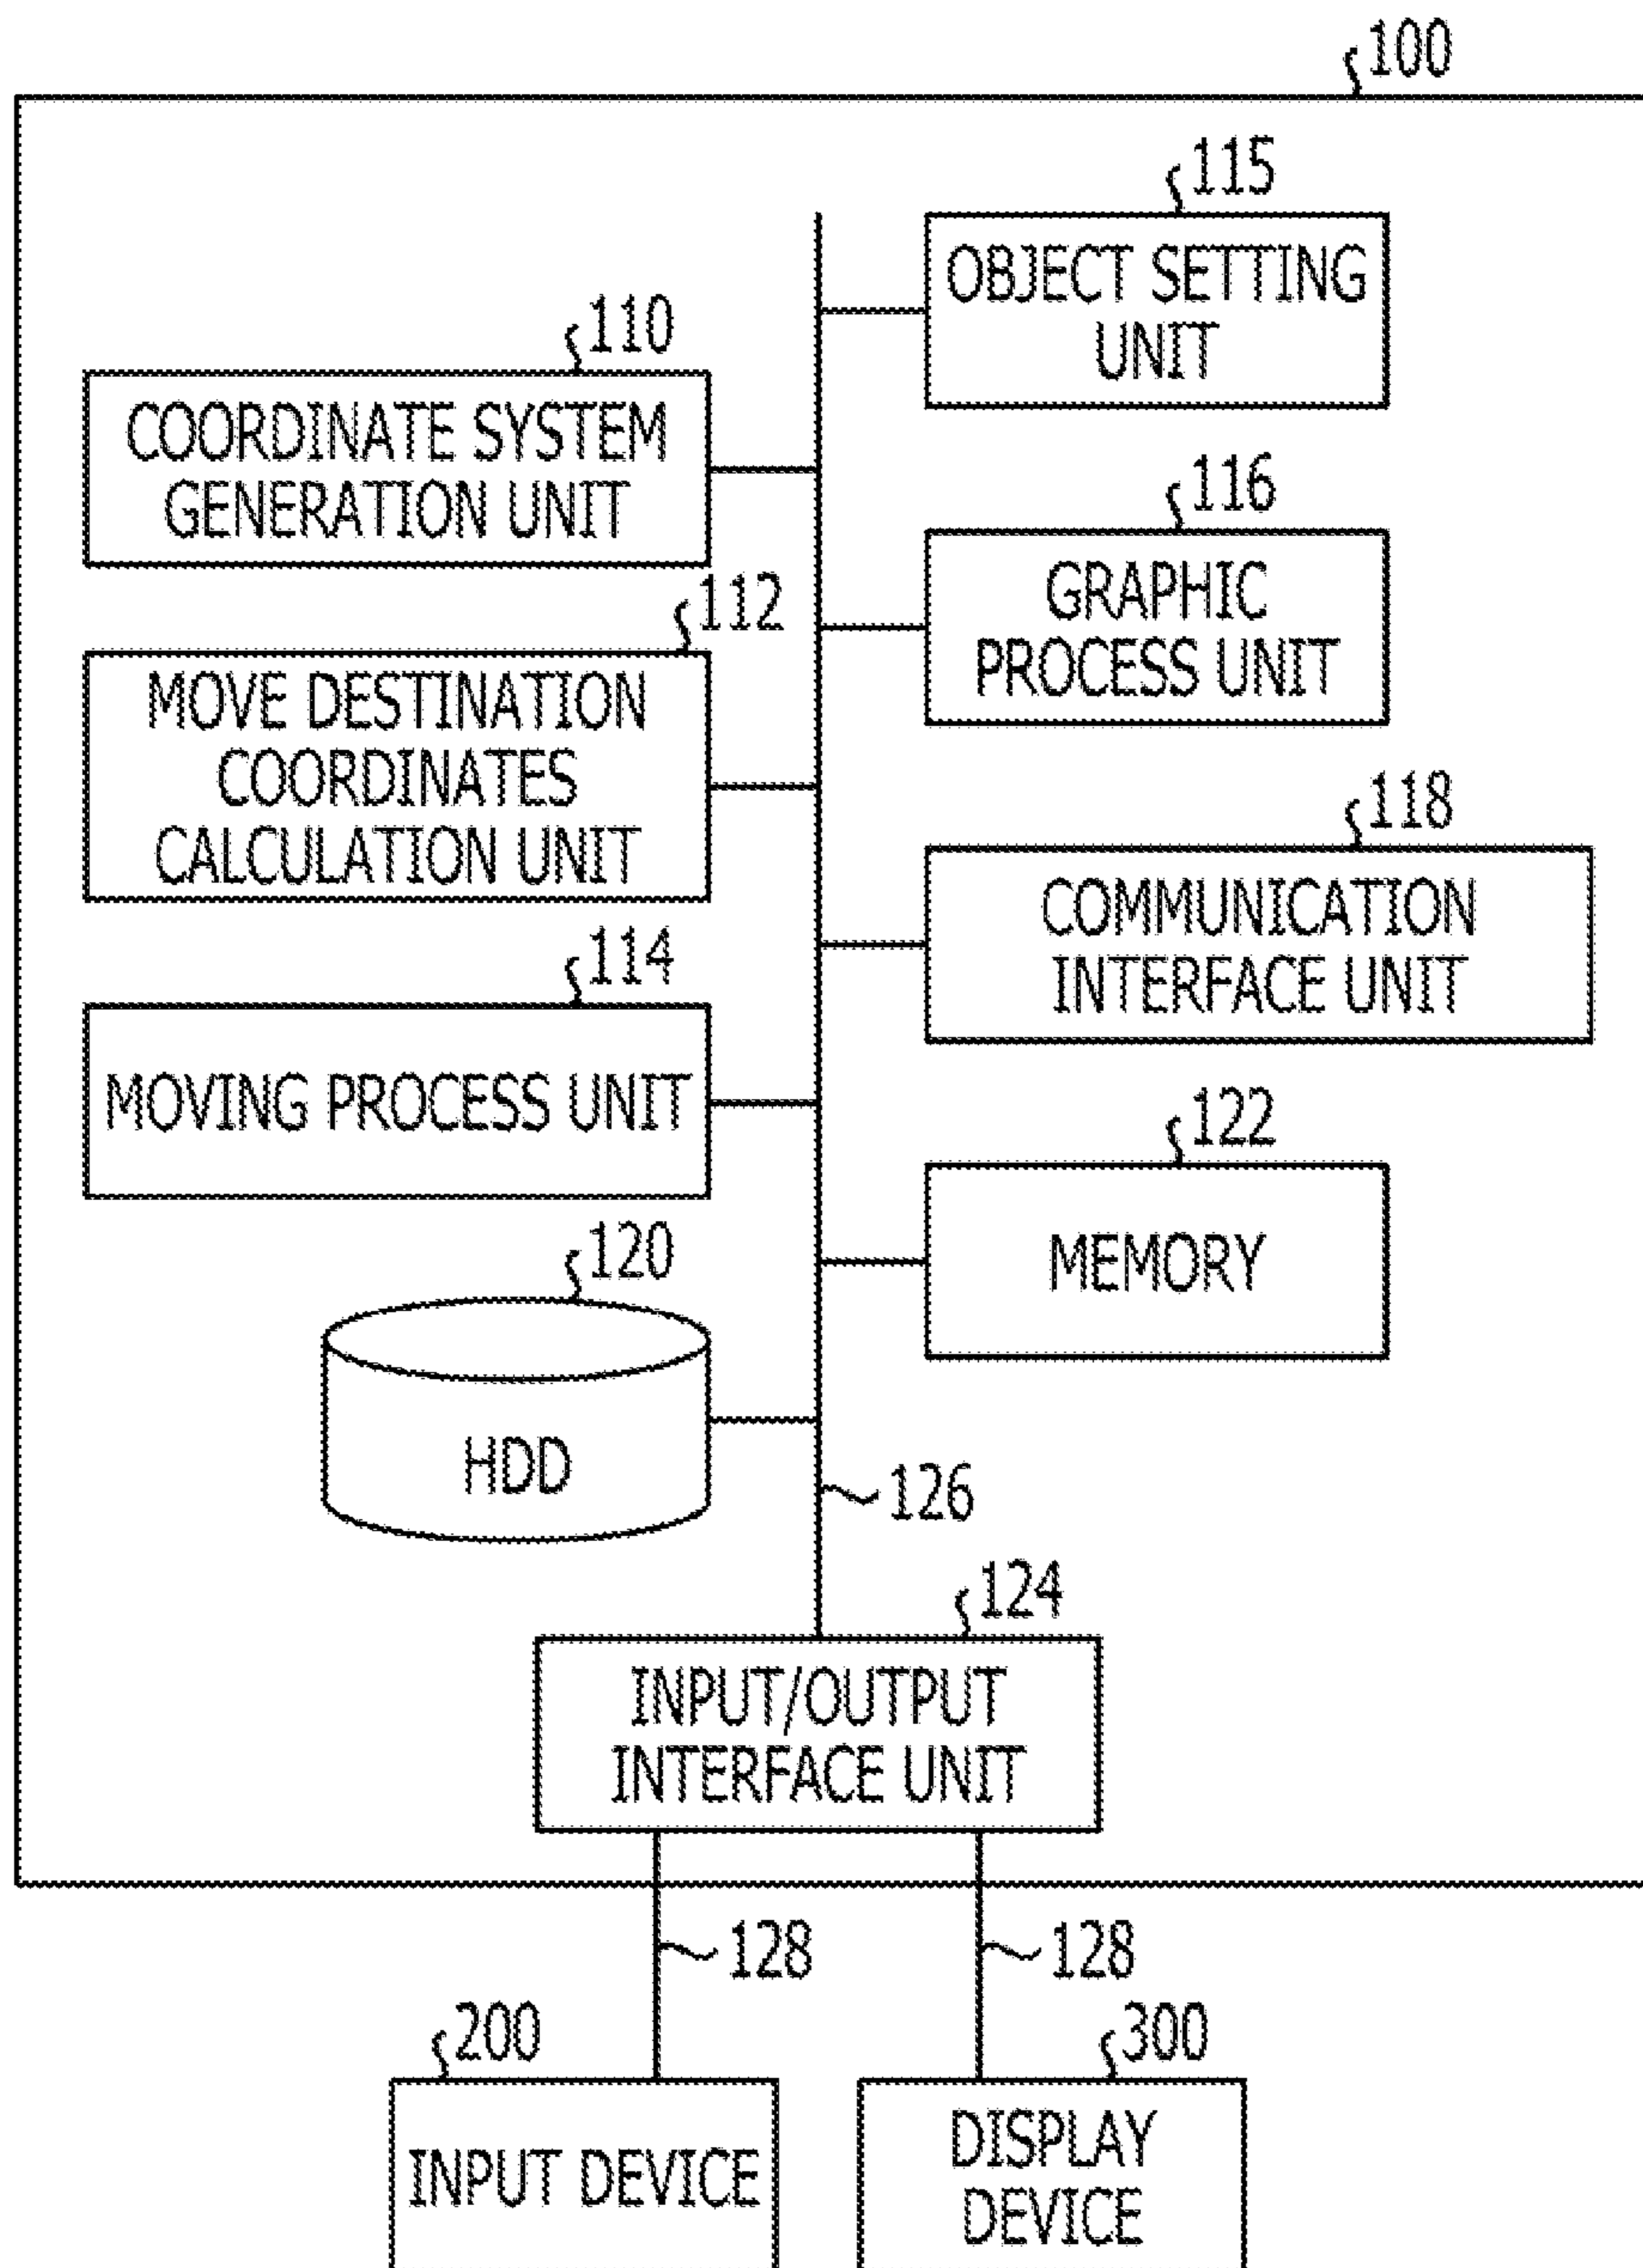 100
115
OBJECT SETTING
UNIT
110
COORDINATE SYSTEM
GENERATION UNIT
116
GRAPHIC
PROCESS UNIT
112
MOVE DESTINATION
COORDINATES
CALCULATION UNIT
118
COMMUNICATION
INTERFACE UNIT
114
MOVING PROCESS UNIT
122
MEMORY
120
HDD
126
124
INPUT/OUTPUT
INTERFACE UNIT
128
128
200
INPUT DEVICE
300
DISPLAY
DEVICE